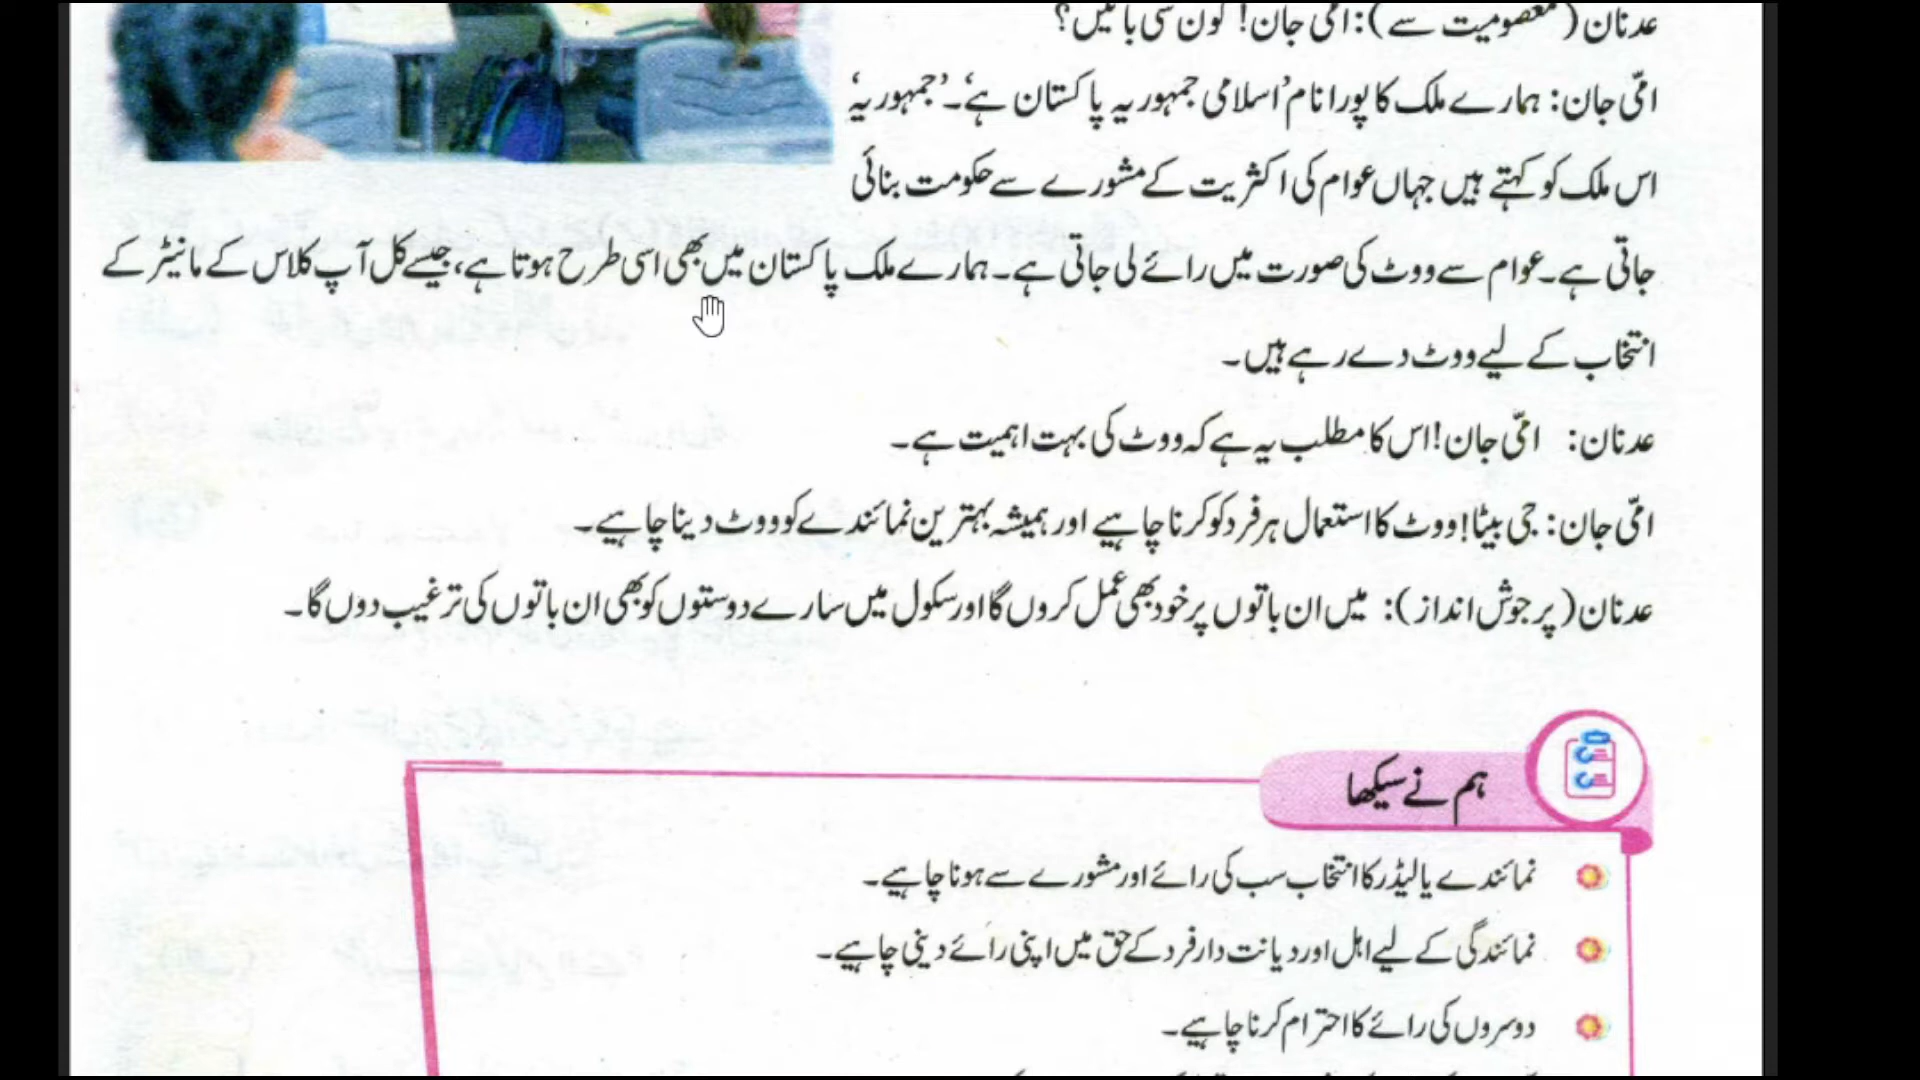 عدنان (معصومیت سے): امّی جان! کون سی باتیں؟
امّی جان: ہمارے ملک کا پورا نام ’اسلامی جمہوریہ پاکستان ہے‘۔ ’جمہوریہ‘
اس ملک کو کہتے ہیں جہاں عوام کی اکثریت کے مشورے سے حکومت بنائی
جاتی ہے۔ عوام سے ووٹ کی صورت میں رائے لی جاتی ہے۔ ہمارے ملک پاکستان میں بھی اسی طرح ہوتا ہے، جیسے کل آپ کلاس کے مانیٹر کے
انتخاب کے لیے ووٹ دے رہے ہیں۔
عدنان: امّی جان! اس کا مطلب یہ ہے کہ ووٹ کی بہت اہمیت ہے۔
امّی جان: جی بیٹا! ووٹ کا استعمال ہر فرد کو کرنا چاہیے اور ہمیشہ بہترین نمائندے کو ووٹ دینا چاہیے۔
عدنان (پر جوش انداز): میں ان باتوں پر خود بھی عمل کروں گا اور سکول میں سارے دوستوں کو بھی ان باتوں کی ترغیب دوں گا۔
ہم نے سیکھا
نمائندے یا لیڈر کا انتخاب سب کی رائے اور مشورے سے ہونا چاہیے۔
نمائندگی کے لیے اہل اور دیانت دار فرد کے حق میں اپنی رائے دینی چاہیے۔
دوسروں کی رائے کا احترام کرنا چاہیے۔